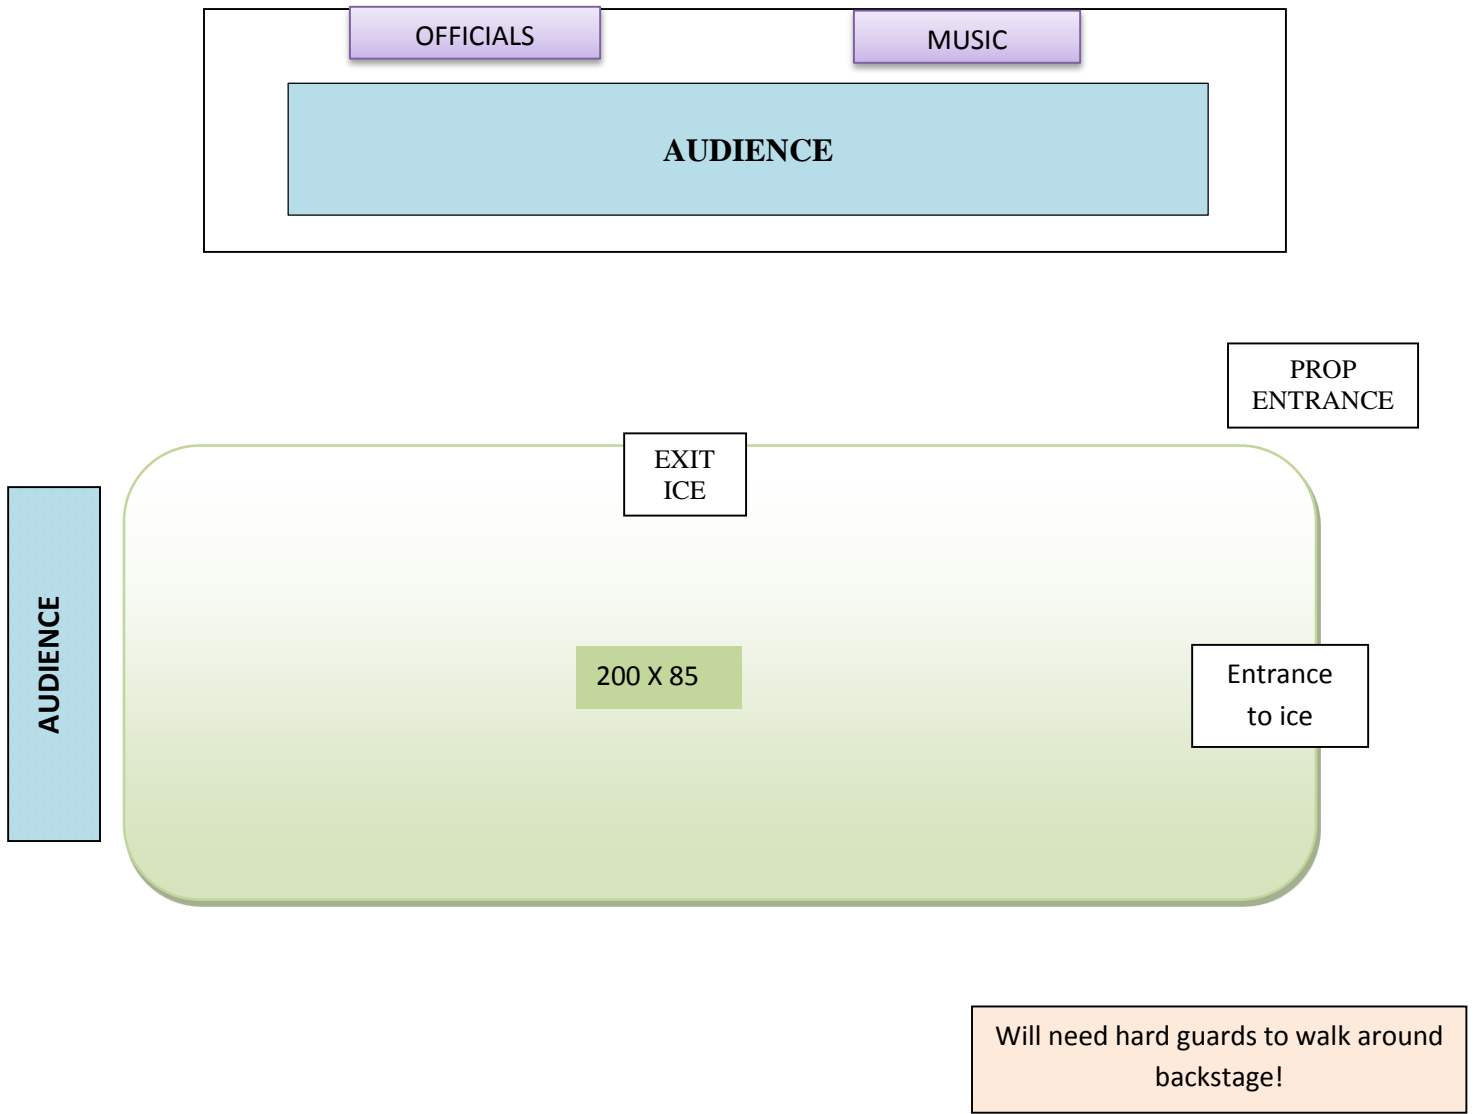 OFFICIALS
MUSIC
AUDIENCE
PROP
ENTRANCE
EXIT
ICE
AUDIENCE
200 X 85
Entrance
to ice
Will need hard guards to walk around
backstage!